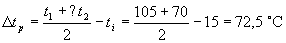 Δt_p = (t_1 + ?t_2)/2 − t_i = (105 + 70)/2 − 15 = 72,5 °C